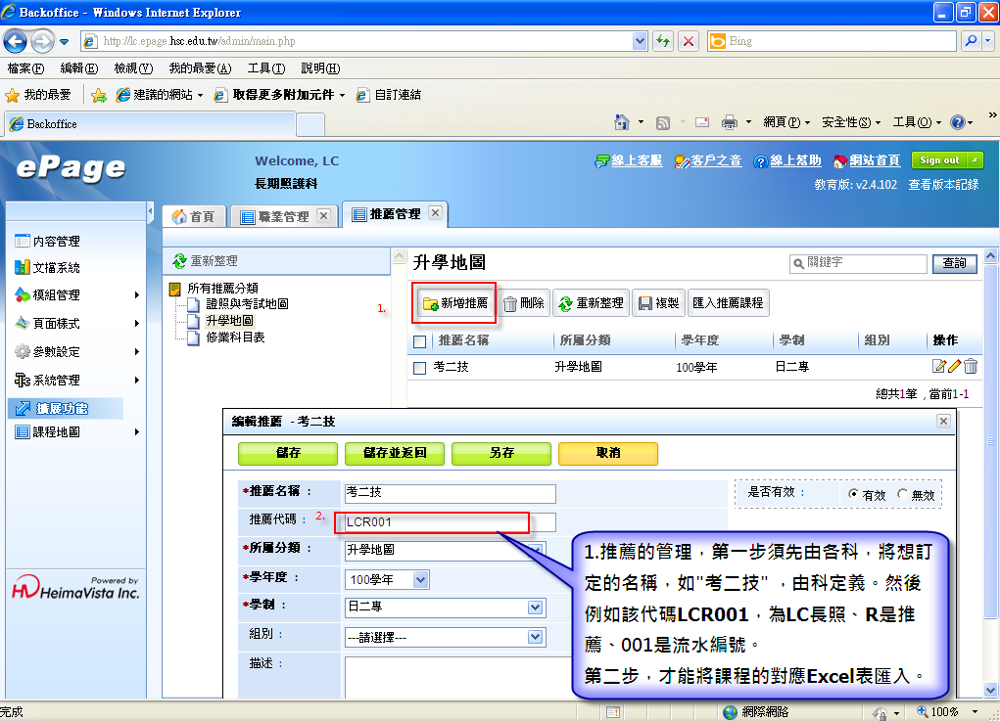 Backoffice - Windows Internet Explorer
http://lc.epage.hsc.edu.tw/admin/main.php
Bing
檔案(F) 編輯(E) 檢視(V) 我的最愛(A) 工具(T) 說明(H)
我的最愛 建議的網站 取得更多附加元件 自訂連結
Backoffice
網頁(P) 安全性(S) 工具(O)
ePage
Welcome, LC
長期照護科
線上客服 客戶之音 線上幫助 網站首頁 Sign out
教育版: v2.4.102 查看版本記錄
首頁 職業管理 推薦管理
內容管理
文檔系統
模組管理
頁面樣式
參數設定
系統管理
擴展功能
課程地圖
Powered by
HeimaVista Inc.
重新整理
所有推薦分類
證照與考試地圖
升學地圖
修業科目表
升學地圖
關鍵字 查詢
1.
新增推薦 刪除 重新整理 複製 匯入推薦課程
推薦名稱 所屬分類 學年度 學制 組別 操作
考二技 升學地圖 100學年 日二專
總共1筆 , 當前1-1
編輯推薦 - 考二技
儲存 儲存並返回 另存 取消
*推薦名稱 : 考二技
是否有效 : 有效 無效
推薦代碼 : 2. LCR001
*所屬分類 : 升學地圖
*學年度 : 100學年
*學制 : 日二專
組別 : ---請選擇---
描述 :
1.推薦的管理，第一步須先由各科，將想訂
定的名稱，如"考二技" ，由科定義。然後
例如該代碼LCR001，為LC長照、R是推
薦、001是流水編號。
第二步，才能將課程的對應Excel表匯入。
完成 網際網路 100%